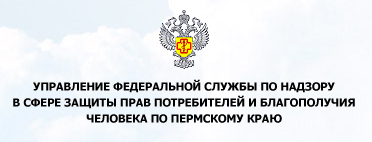 УПРАВЛЕНИЕ ФЕДЕРАЛЬНОЙ СЛУЖБЫ ПО НАДЗОРУ
В СФЕРЕ ЗАЩИТЫ ПРАВ ПОТРЕБИТЕЛЕЙ И БЛАГОПОЛУЧИЯ
ЧЕЛОВЕКА ПО ПЕРМСКОМУ КРАЮ